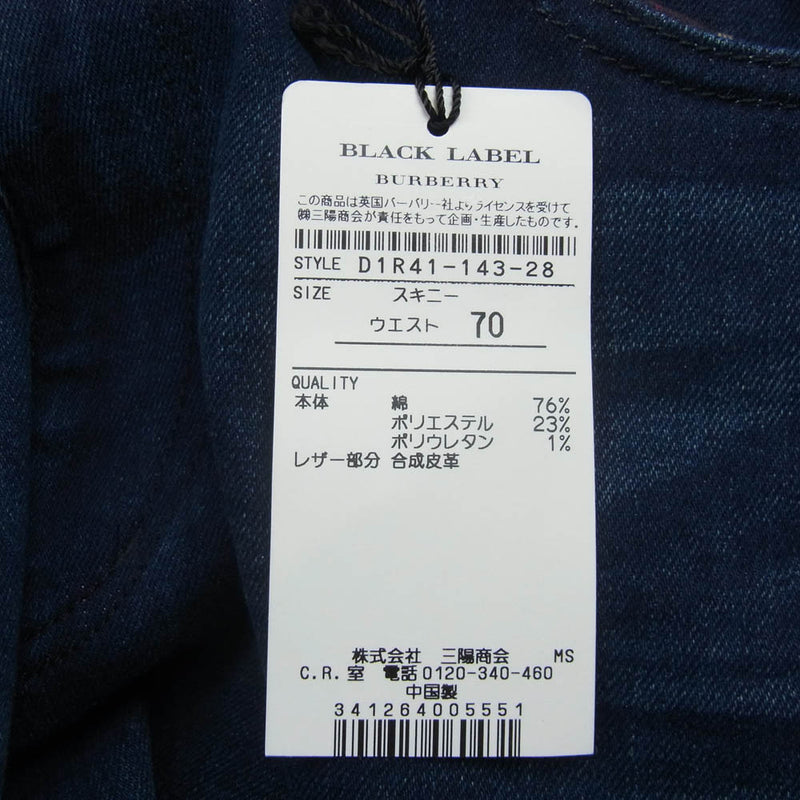 BLACK LABEL
BURBERRY
この商品は英国バーバリー社よりライセンスを受けて
㈱三陽商会が責任をもって企画・生産したものです。
STYLE D1R41-143-28
SIZE スキニー
ウエスト 70
QUALITY
本体 綿 76%
ポリエステル 23%
ポリウレタン 1%
レザー部分 合成皮革
株式会社 三陽商会 MS
C.R.室 電話0120-340-460
中国製
341264005551